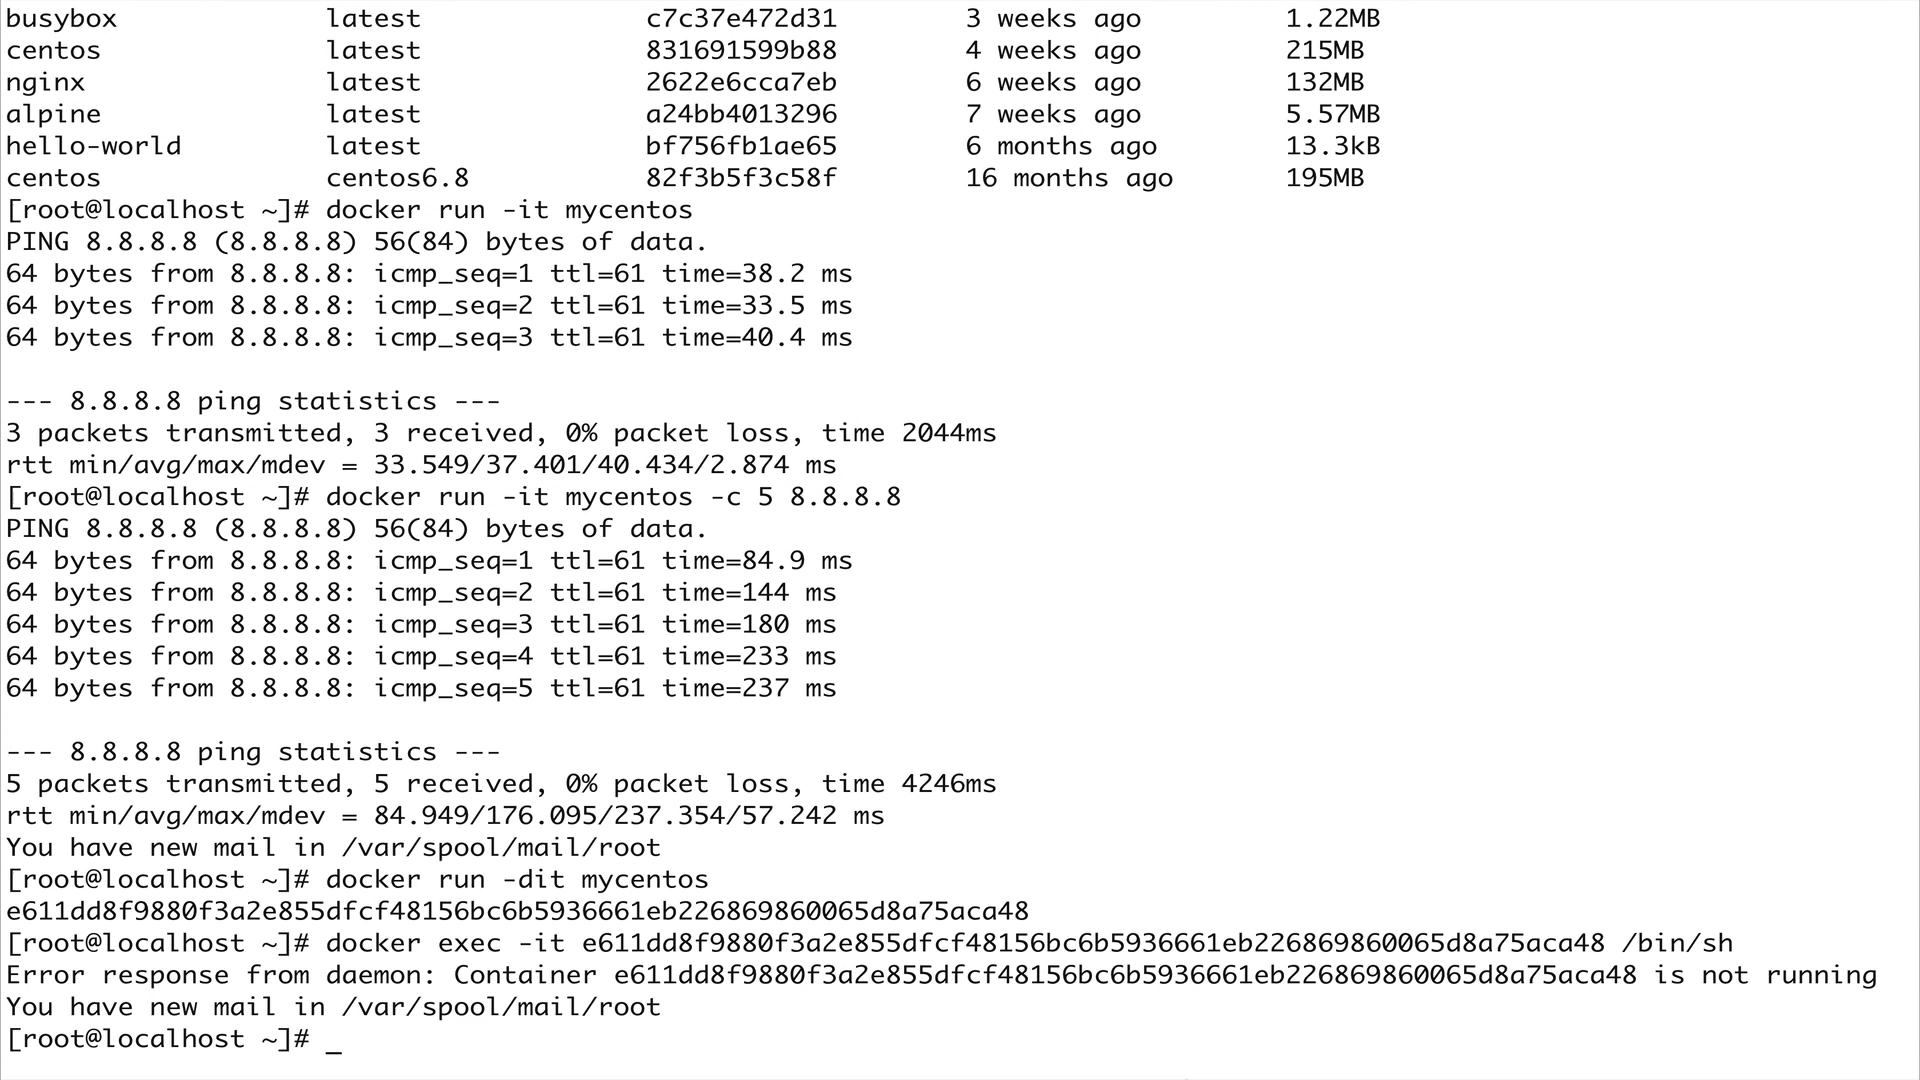 busybox latest c7c37e472d31 3 weeks ago 1.22MB
centos latest 831691599b88 4 weeks ago 215MB
nginx latest 2622e6cca7eb 6 weeks ago 132MB
alpine latest a24bb4013296 7 weeks ago 5.57MB
hello-world latest bf756fb1ae65 6 months ago 13.3kB
centos centos6.8 82f3b5f3c58f 16 months ago 195MB
[root@localhost ~]# docker run -it mycentos
PING 8.8.8.8 (8.8.8.8) 56(84) bytes of data.
64 bytes from 8.8.8.8: icmp_seq=1 ttl=61 time=38.2 ms
64 bytes from 8.8.8.8: icmp_seq=2 ttl=61 time=33.5 ms
64 bytes from 8.8.8.8: icmp_seq=3 ttl=61 time=40.4 ms
--- 8.8.8.8 ping statistics ---
3 packets transmitted, 3 received, 0% packet loss, time 2044ms
rtt min/avg/max/mdev = 33.549/37.401/40.434/2.874 ms
[root@localhost ~]# docker run -it mycentos -c 5 8.8.8.8
PING 8.8.8.8 (8.8.8.8) 56(84) bytes of data.
64 bytes from 8.8.8.8: icmp_seq=1 ttl=61 time=84.9 ms
64 bytes from 8.8.8.8: icmp_seq=2 ttl=61 time=144 ms
64 bytes from 8.8.8.8: icmp_seq=3 ttl=61 time=180 ms
64 bytes from 8.8.8.8: icmp_seq=4 ttl=61 time=233 ms
64 bytes from 8.8.8.8: icmp_seq=5 ttl=61 time=237 ms
--- 8.8.8.8 ping statistics ---
5 packets transmitted, 5 received, 0% packet loss, time 4246ms
rtt min/avg/max/mdev = 84.949/176.095/237.354/57.242 ms
You have new mail in /var/spool/mail/root
[root@localhost ~]# docker run -dit mycentos
e611dd8f9880f3a2e855dfcf48156bc6b5936661eb226869860065d8a75aca48
[root@localhost ~]# docker exec -it e611dd8f9880f3a2e855dfcf48156bc6b5936661eb226869860065d8a75aca48 /bin/sh
Error response from daemon: Container e611dd8f9880f3a2e855dfcf48156bc6b5936661eb226869860065d8a75aca48 is not running
You have new mail in /var/spool/mail/root
[root@localhost ~]# _